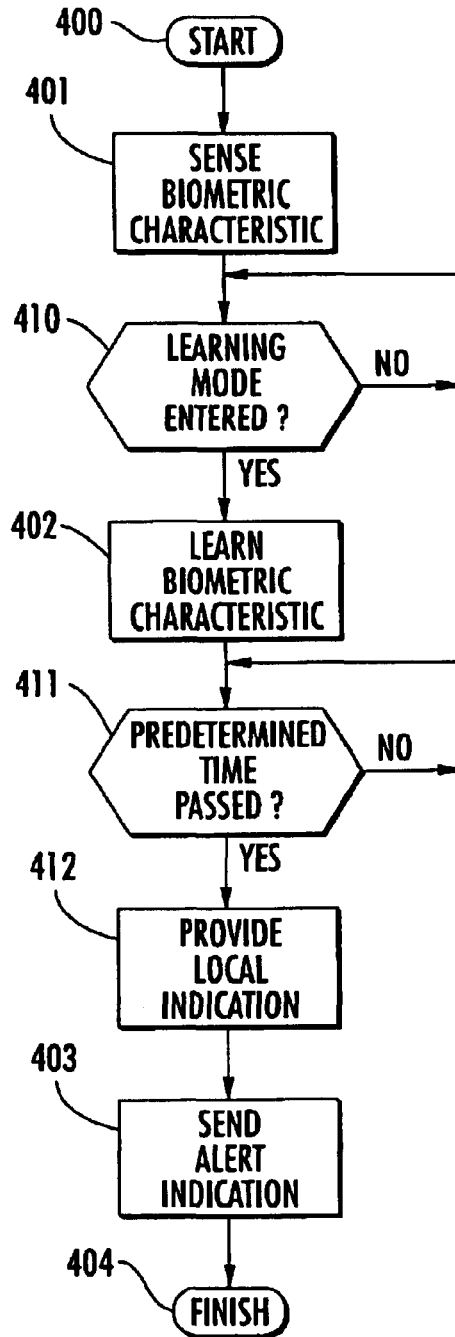 400
START
401
SENSE
BIOMETRIC
CHARACTERISTIC
410
LEARNING
MODE
ENTERED ?
NO
YES
402
LEARN
BIOMETRIC
CHARACTERISTIC
411
PREDETERMINED
TIME
PASSED ?
NO
YES
412
PROVIDE
LOCAL
INDICATION
403
SEND
ALERT
INDICATION
404
FINISH